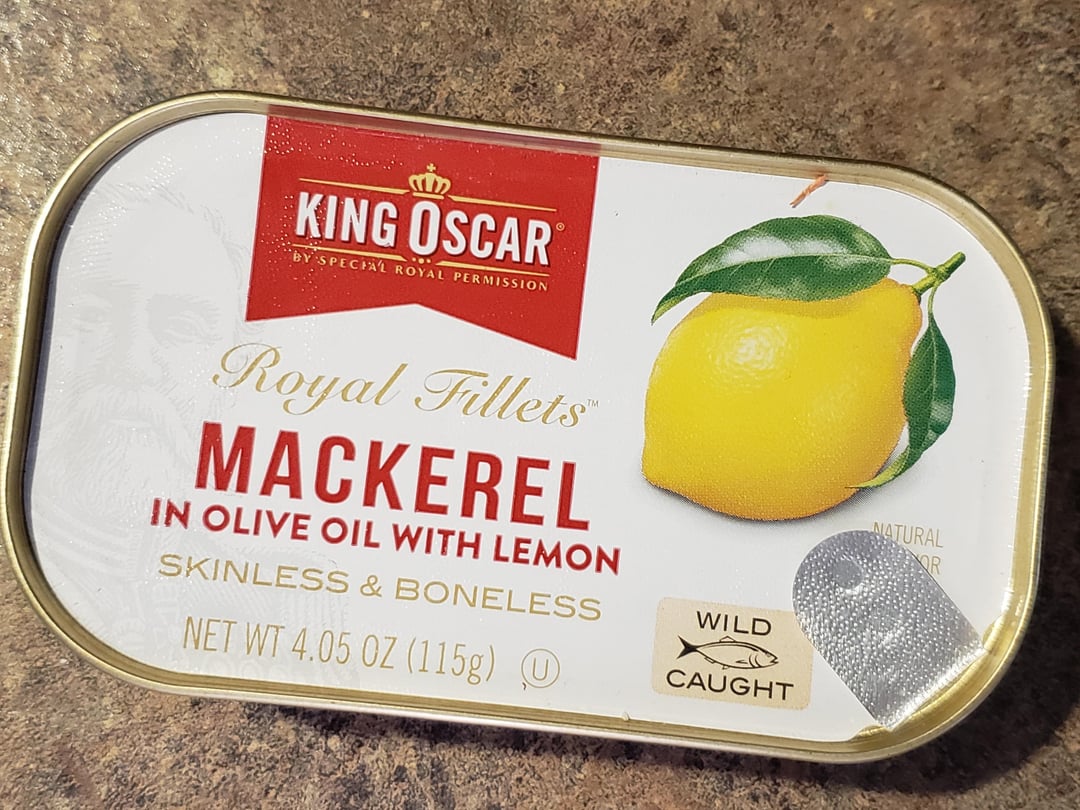 KING OSCAR®
BY SPECIAL ROYAL PERMISSION
Royal Fillets™
MACKEREL
IN OLIVE OIL WITH LEMON
SKINLESS & BONELESS
NET WT 4.05 OZ (115g) U
NATURAL
WILD
CAUGHT